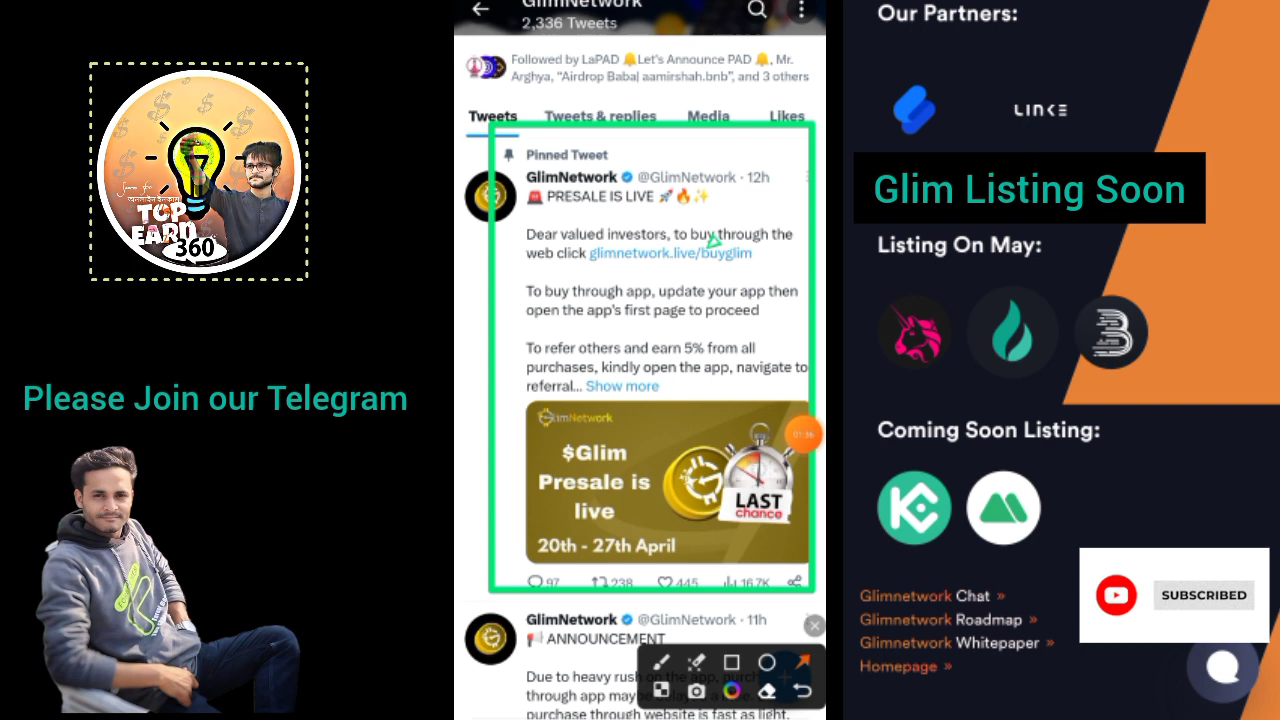 TOP
EARN
360
Please Join our Telegram
GlimNetwork
2,336 Tweets
Followed by LaPAD 🔔Let's Announce PAD 🔔, Mr.
Arghya, “Airdrop Baba| aamirshah.bnb”, and 3 others
Tweets Tweets & replies Media Likes
Pinned Tweet
GlimNetwork @GlimNetwork · 12h
🚨 PRESALE IS LIVE 🚀🔥✨
Dear valued investors, to buy through the
web click glimnetwork.live/buyglim
To buy through app, update your app then
open the app's first page to proceed
To refer others and earn 5% from all
purchases, kindly open the app, navigate to
referral... Show more
GlimNetwork
$Glim
Presale is
live
LAST
chance
20th - 27th April
97 238 445 16.7K
01:36
GlimNetwork @GlimNetwork · 11h
📢 ANNOUNCEMENT
Due to heavy rush on the app, purch
through app may be
purchase through website is fast as light.
Our Partners:
LINKE
Glim Listing Soon
Listing On May:
Coming Soon Listing:
Glimnetwork Chat »
Glimnetwork Roadmap »
Glimnetwork Whitepaper »
Homepage »
SUBSCRIBED